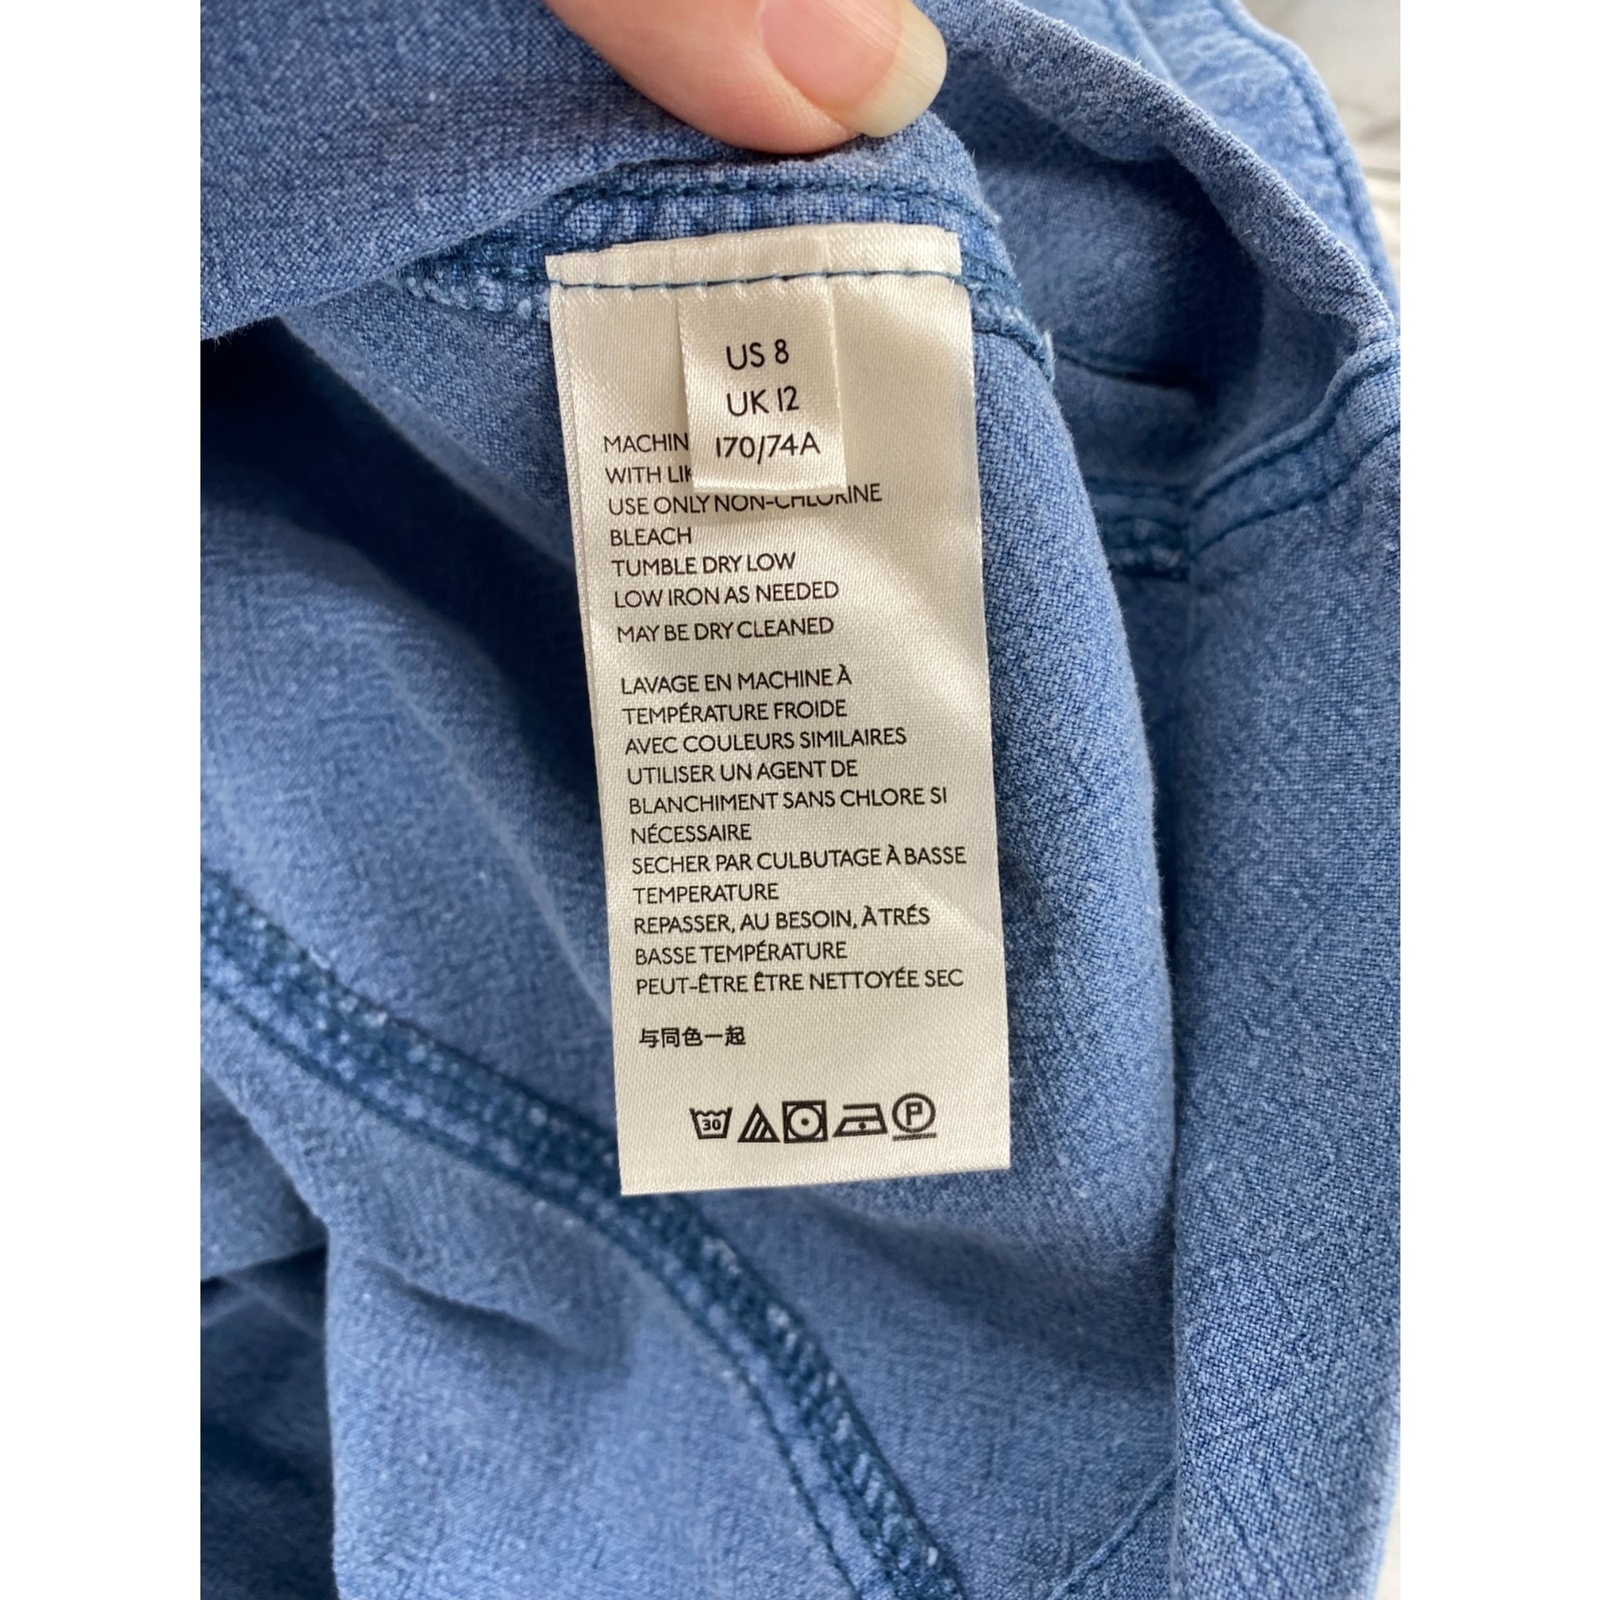 US 8
UK 12
170/74A
MACHIN
WITH LIK
USE ONLY NON-CHLORINE
BLEACH
TUMBLE DRY LOW
LOW IRON AS NEEDED
MAY BE DRY CLEANED
LAVAGE EN MACHINE À
TEMPÉRATURE FROIDE
AVEC COULEURS SIMILAIRES
UTILISER UN AGENT DE
BLANCHIMENT SANS CHLORE SI
NÉCESSAIRE
SECHER PAR CULBUTAGE À BASSE
TEMPERATURE
REPASSER, AU BESOIN, À TRÉS
BASSE TEMPÉRATURE
PEUT-ÊTRE ÊTRE NETTOYÉE SEC
与同色一起
30 P